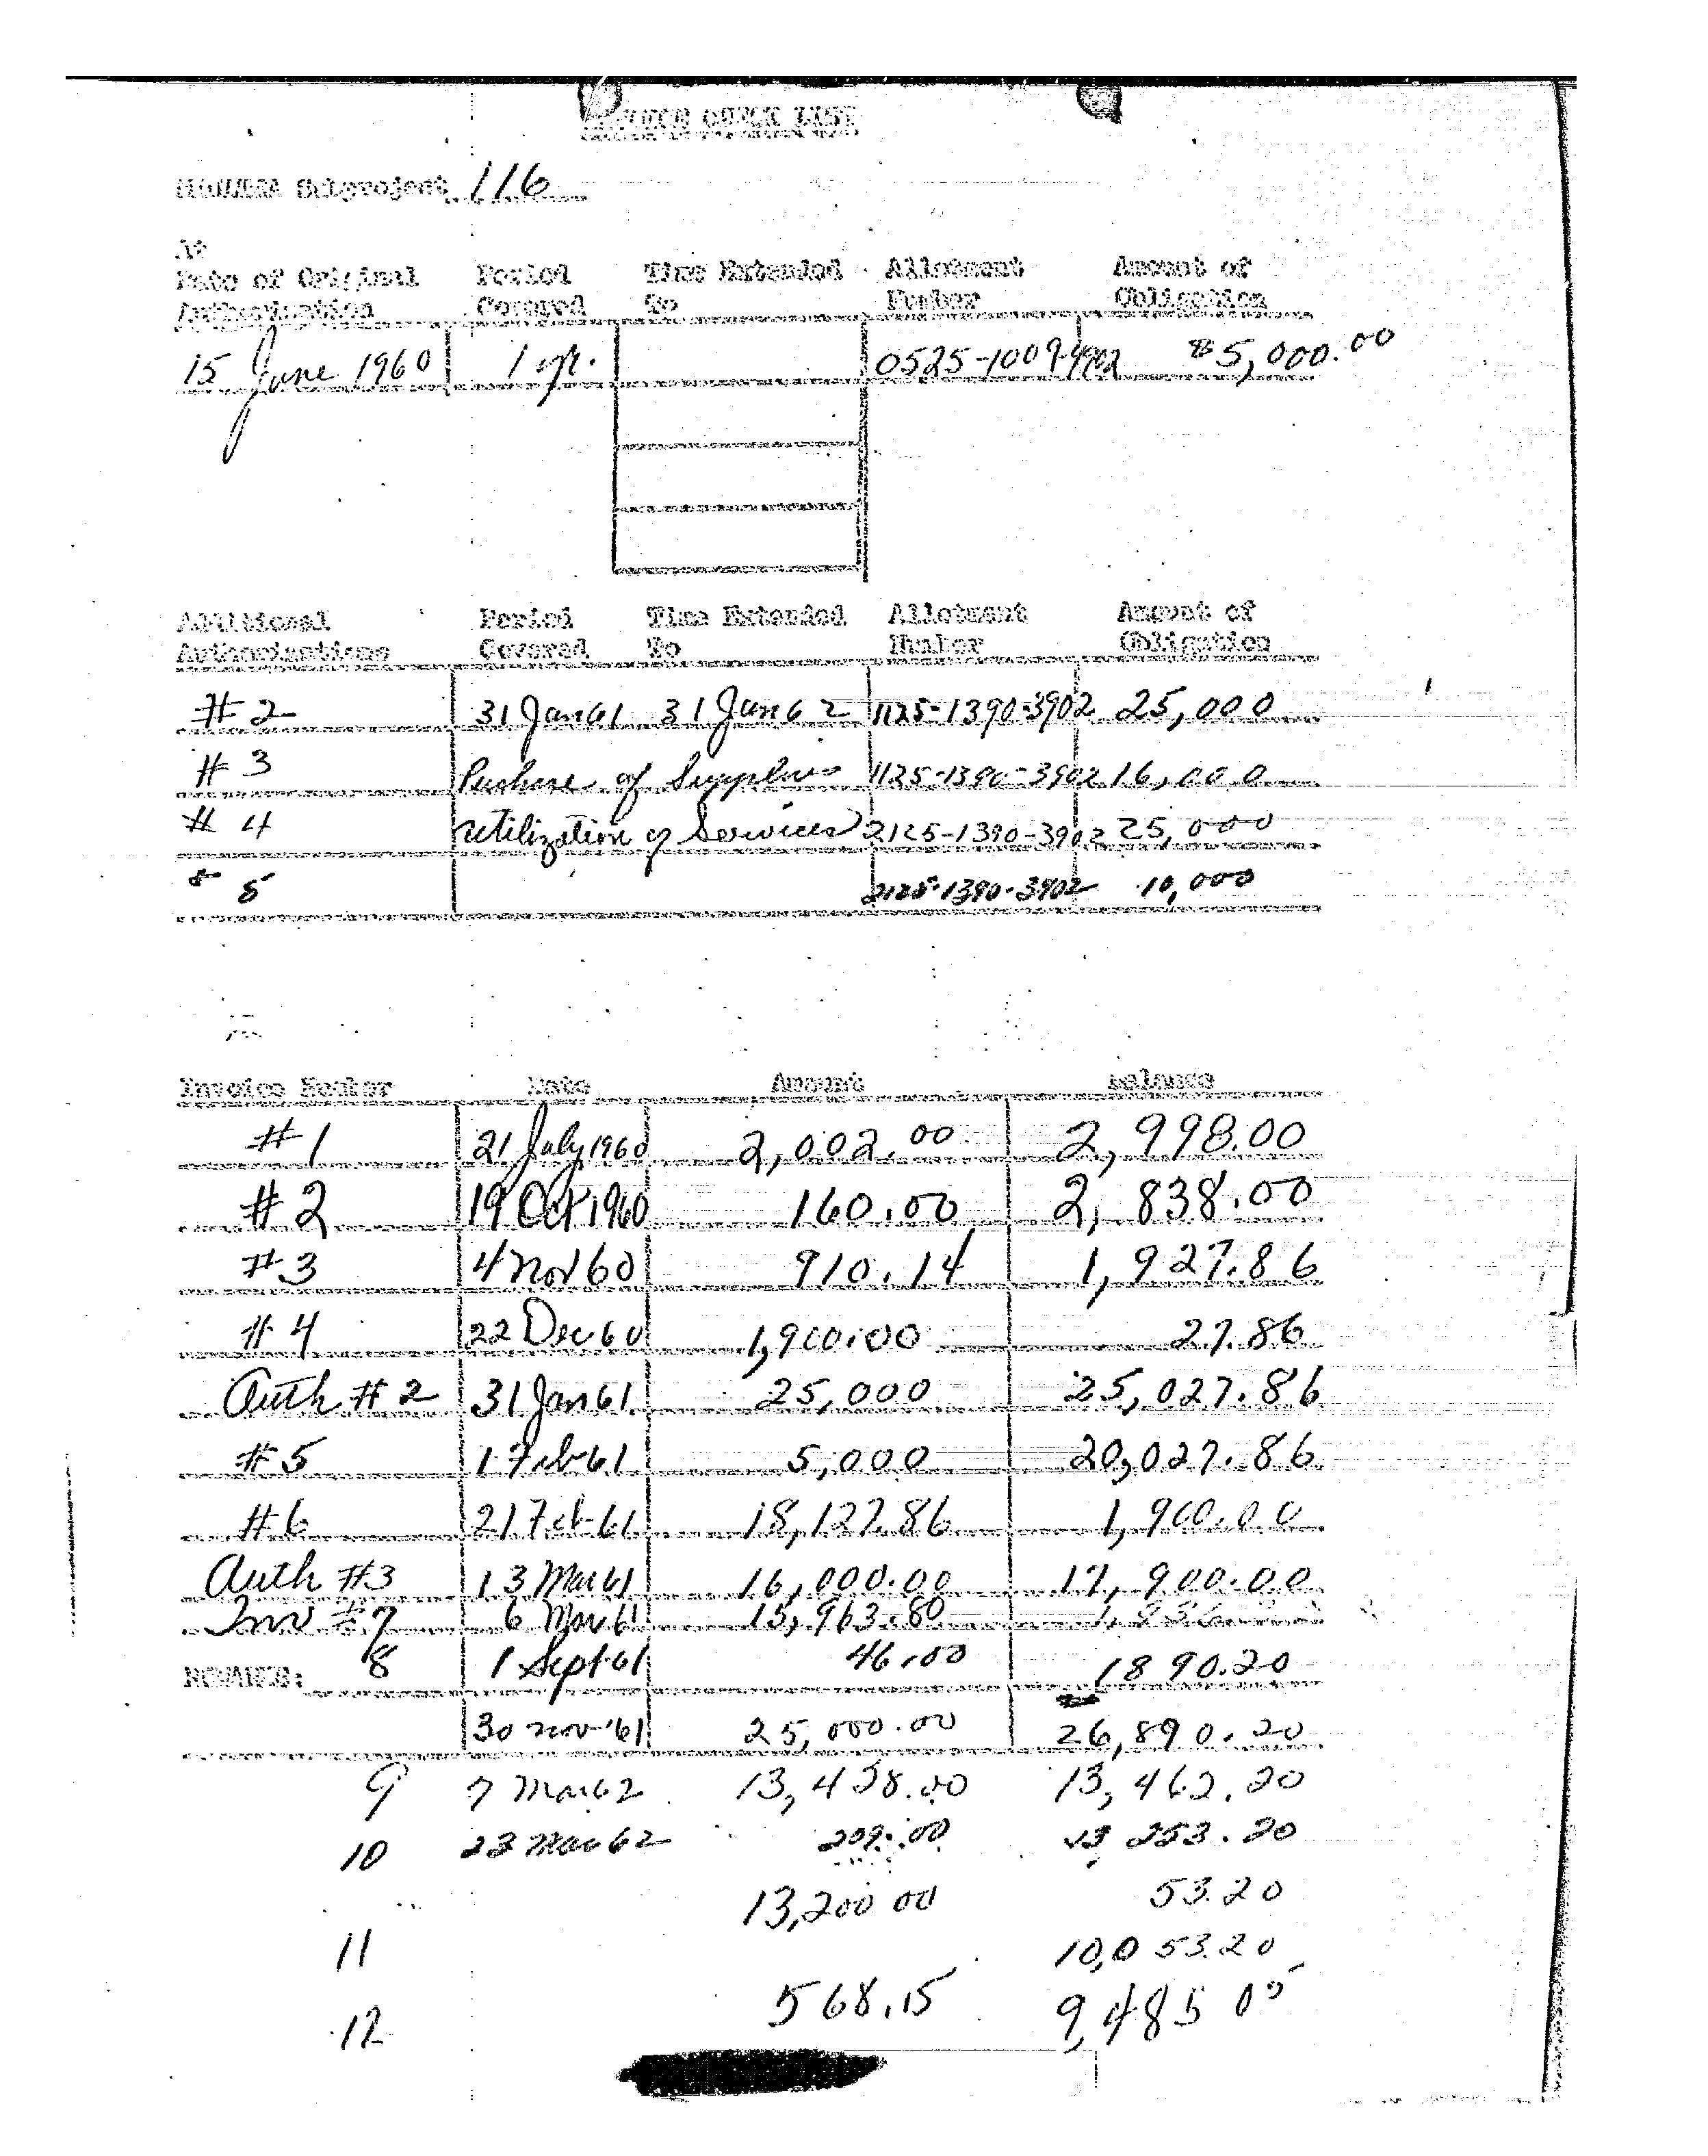 CHECK LIST
MKULTRA Subproject 116
Date of Original Period Time Extended Allotment Amount of
Authorization Covered To Number Obligation
15 June 1960 1 yr. 0525-1009-4902 $5,000.00
Additional Period Time Extended Allotment Amount of
Authorizations Covered To Number Obligation
#2 31 Jan 61 31 Jan 62 1125-1390-3902 25,000
#3 Purchase of Supplies 1125-1390-3902 16,000
#4 utilization of Services 2125-1390-3902 25,000
# 5 2125-1390-3902 10,000
Invoice Number Date Amount Balance
#1 21 July 1960 2,002.00 2,998.00
#2 19 Oct 1960 160.00 2,838.00
#3 4 Nov 60 910.14 1,927.86
#4 22 Dec 60 1,900.00 27.86
Auth #2 31 Jan 61 25,000 25,027.86
#5 1 Feb 61 5,000 20,027.86
#6 21 Feb 61 18,127.86 1,900.00
Auth #3 13 Mar 61 16,000.00 17,900.00
Inv #7 6 Mar 61 15,963.80
8 1 Sept 61 46.00 1890.20
REMARKS:
30 nov '61 25,000.00 26,890.20
9 7 Mar 62 13,428.00 13,462.20
10 23 Mar 62 209.00 13 253.20
13,200 00 53.20
11 10,053.20
12 568.15 9,485 05